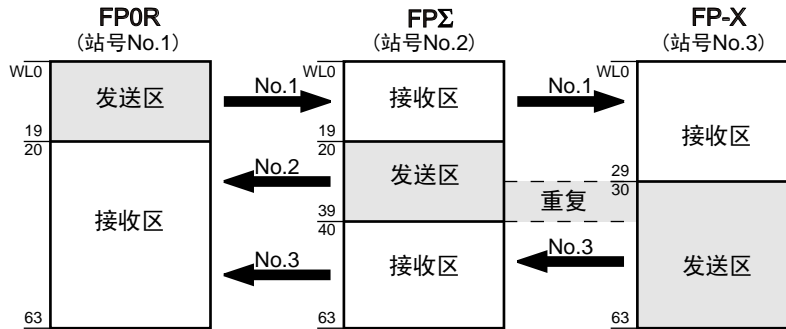 FP0R
(站号No.1)
FPΣ
(站号No.2)
FP-X
(站号No.3)
WL0
发送区
19
20
接收区
63
No.1
No.2
No.3
WL0
接收区
19
20
发送区
39
40
接收区
63
No.1
重复
No.3
WL0
接收区
29
30
发送区
63